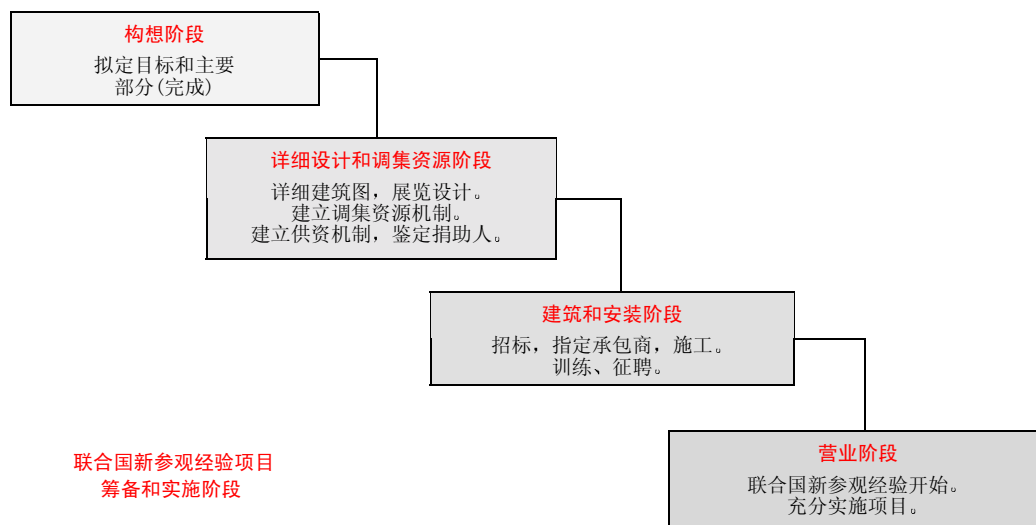 构想阶段
拟定目标和主要
部分(完成)
详细设计和调集资源阶段
详细建筑图，展览设计。
建立调集资源机制。
建立供资机制，鉴定捐助人。
建筑和安装阶段
招标，指定承包商，施工。
训练、征聘。
营业阶段
联合国新参观经验开始。
充分实施项目。
联合国新参观经验项目
筹备和实施阶段